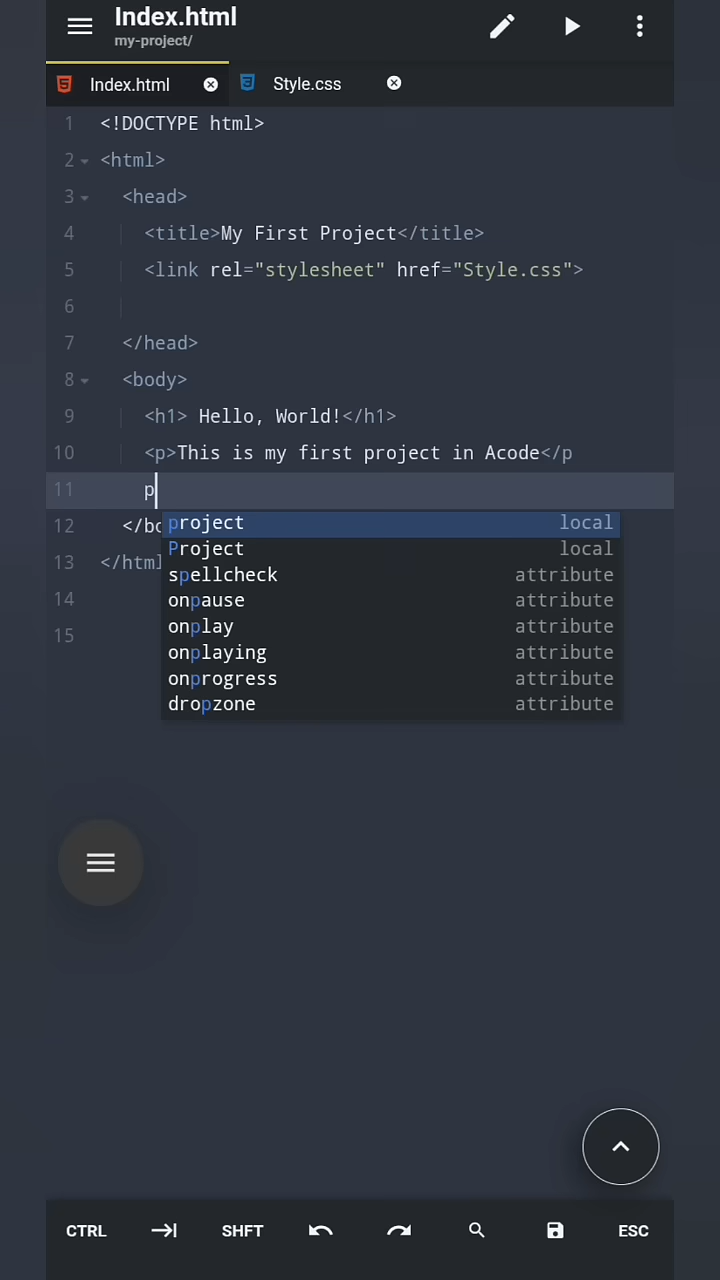 Index.html
my-project/
Index.html
Style.css
1 <!DOCTYPE html>
2 <html>
3 <head>
4 <title>My First Project</title>
5 <link rel="stylesheet" href="Style.css">
6
7 </head>
8 <body>
9 <h1> Hello, World!</h1>
10 <p>This is my first project in Acode</p
11 p
12 </bo
13 </html
14
15
project local
Project local
spellcheck attribute
onpause attribute
onplay attribute
onplaying attribute
onprogress attribute
dropzone attribute
CTRL SHFT ESC